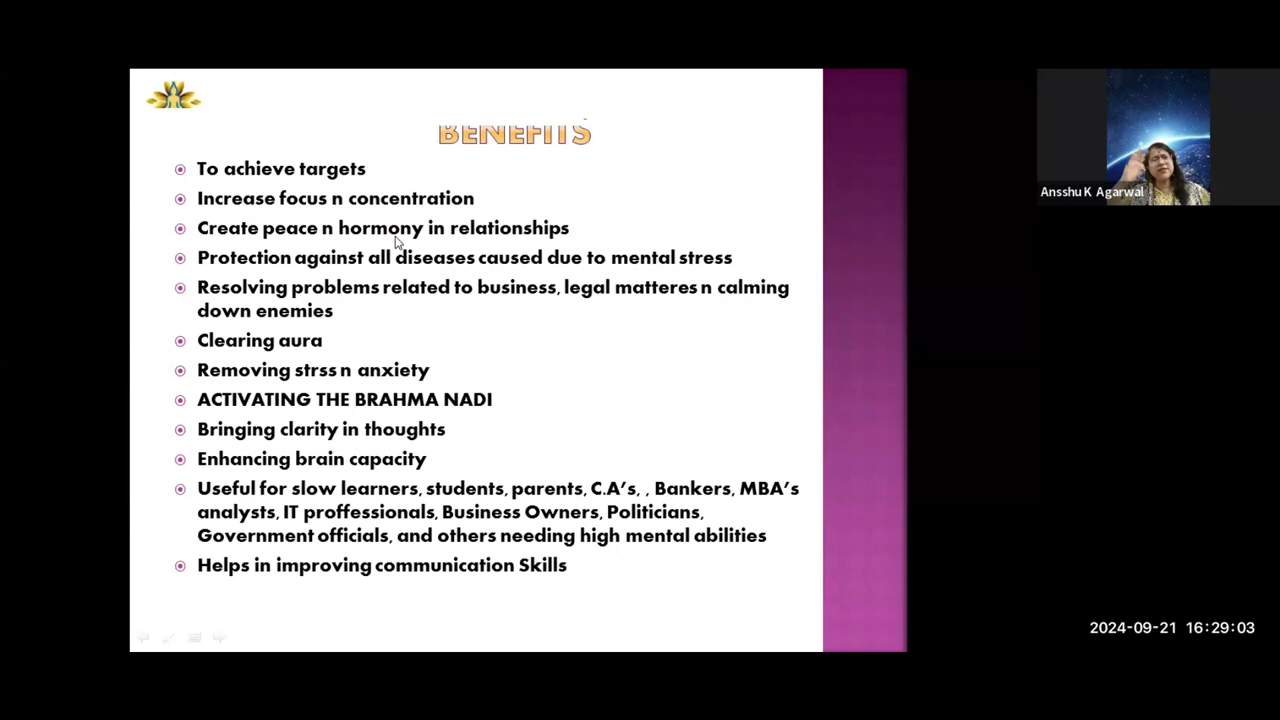 BENEFITS
To achieve targets
Increase focus n concentration
Create peace n hormony in relationships
Protection against all diseases caused due to mental stress
Resolving problems related to business, legal matteres n calming
down enemies
Clearing aura
Removing strss n anxiety
ACTIVATING THE BRAHMA NADI
Bringing clarity in thoughts
Enhancing brain capacity
Useful for slow learners, students, parents, C.A's, , Bankers, MBA's
analysts, IT proffessionals, Business Owners, Politicians,
Government officials, and others needing high mental abilities
Helps in improving communication Skills
Ansshu K Agarwal
2024-09-21 16:29:03